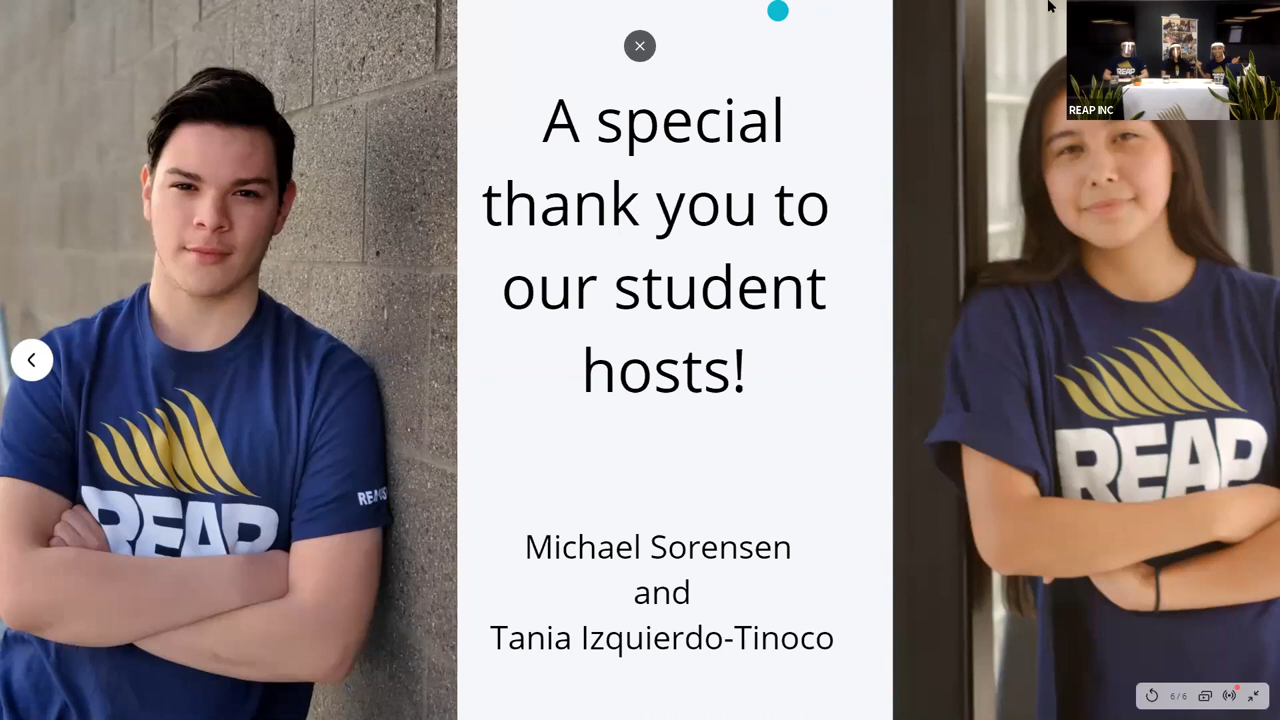 A special
thank you to
our student
hosts!
Michael Sorensen
and
Tania Izquierdo-Tinoco
REAP
REAP
REAP INC
REAP
6 / 6